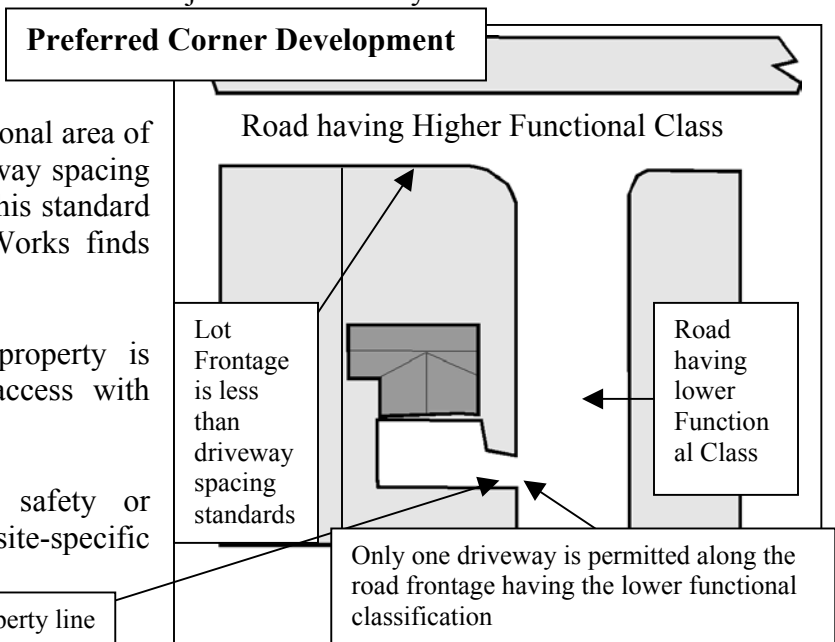 Preferred Corner Development
onal area of
way spacing
his standard
Works finds
property is
access with
safety or
site-specific
perty line
Road having Higher Functional Class
Lot
Frontage
is less
than
driveway
spacing
standards
Road
having
lower
Function
al Class
Only one driveway is permitted along the
road frontage having the lower functional
classification